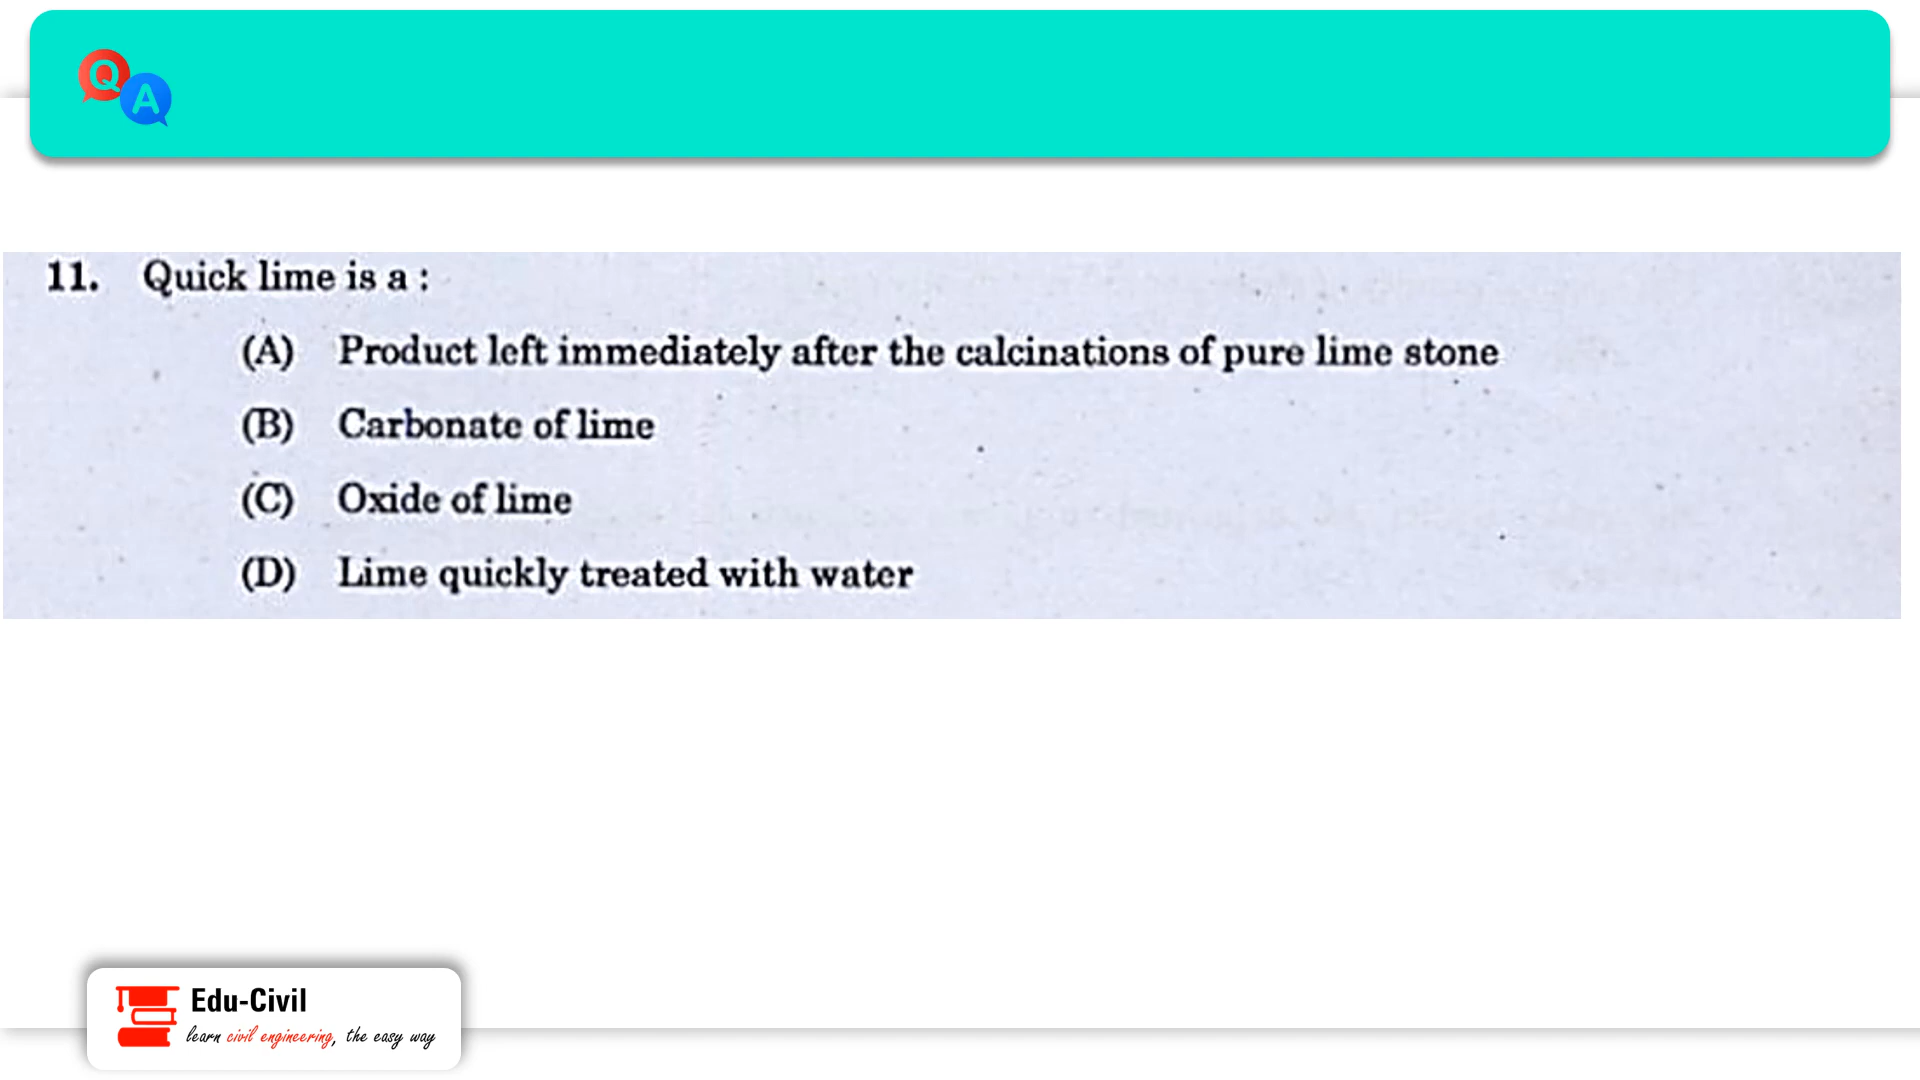 Q
A
11. Quick lime is a :
(A) Product left immediately after the calcinations of pure lime stone
(B) Carbonate of lime
(C) Oxide of lime
(D) Lime quickly treated with water
Edu-Civil
learn civil engineering, the easy way